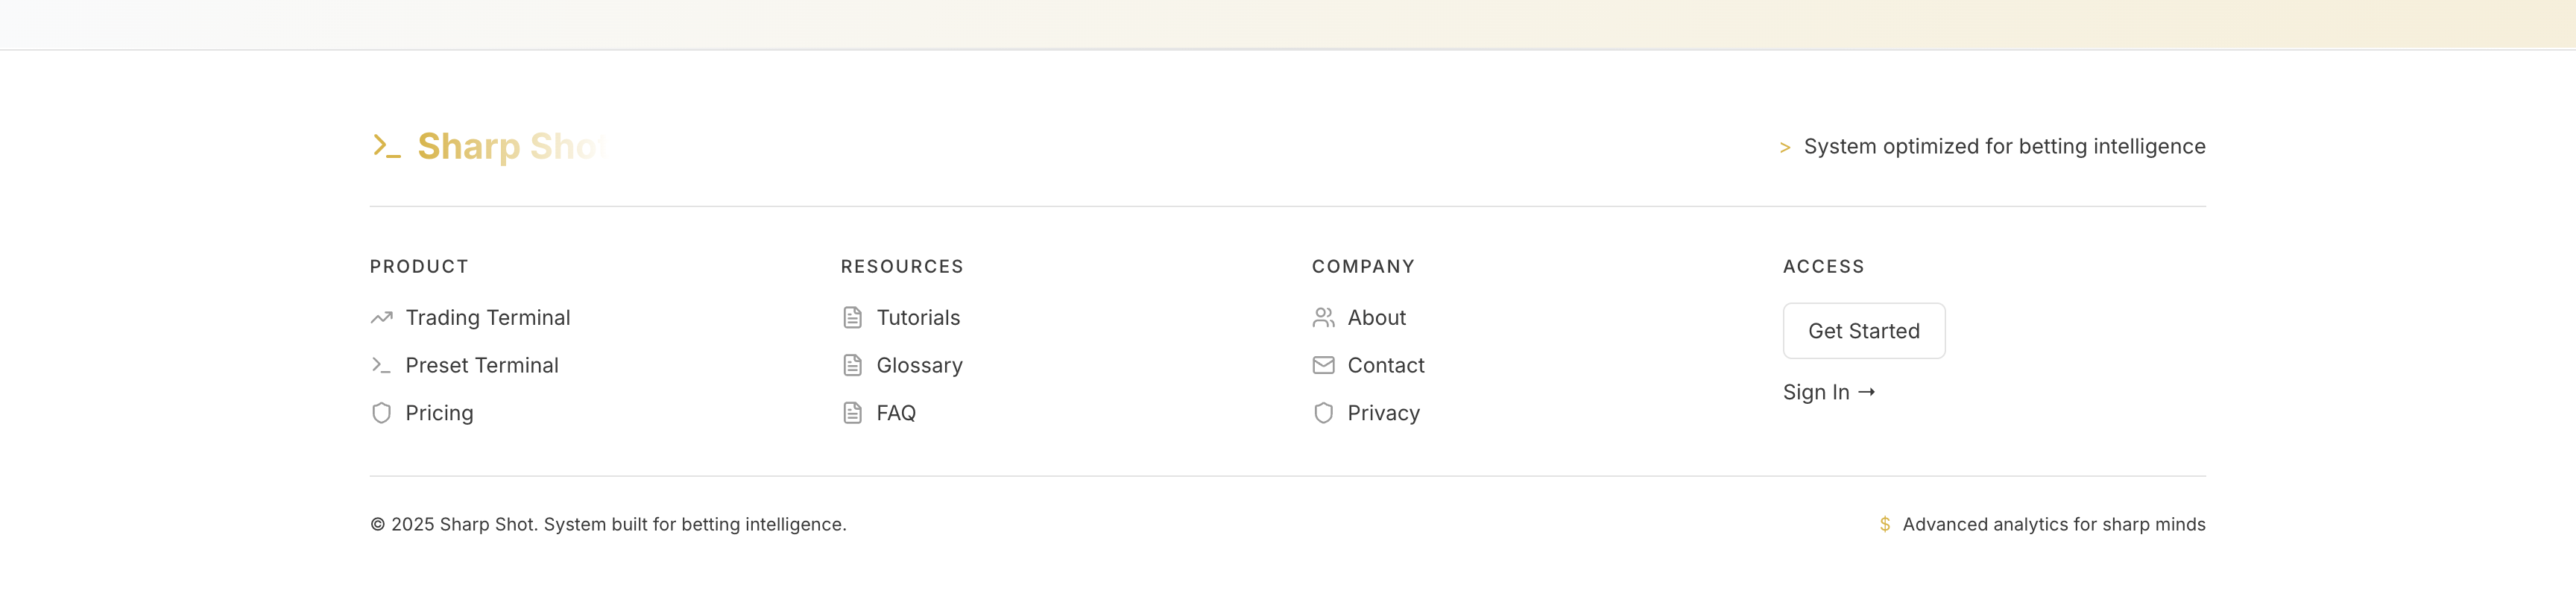 Sharp Shot
> System optimized for betting intelligence
PRODUCT
Trading Terminal
Preset Terminal
Pricing
RESOURCES
Tutorials
Glossary
FAQ
COMPANY
About
Contact
Privacy
ACCESS
Get Started
Sign In →
© 2025 Sharp Shot. System built for betting intelligence.
$ Advanced analytics for sharp minds